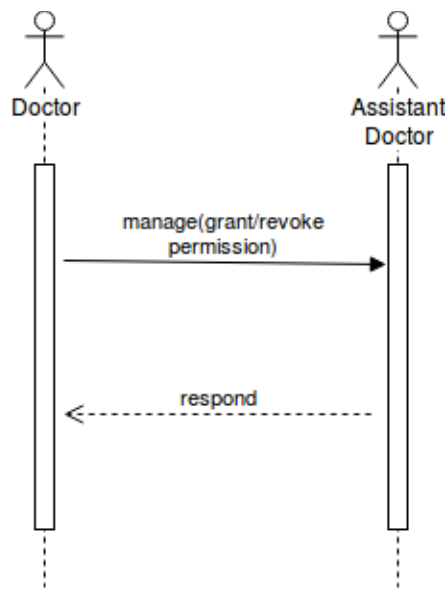 Doctor
Assistant
Doctor
manage(grant/revoke
permission)
respond